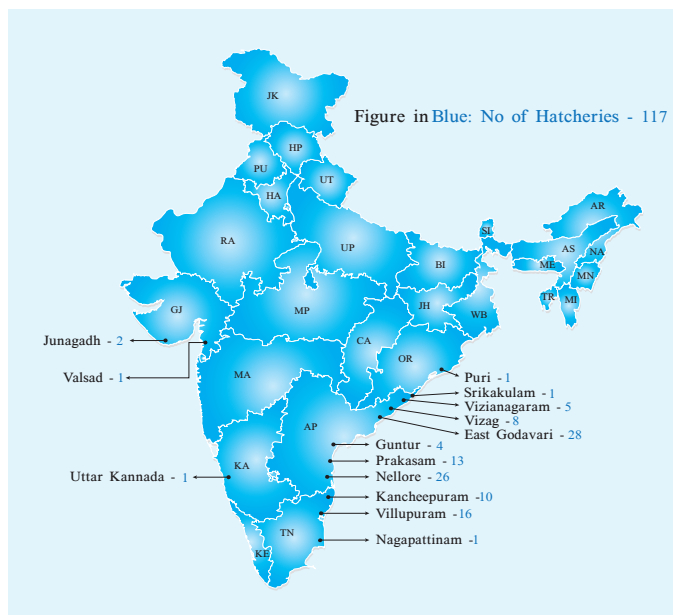 JK
Figure in Blue: No of Hatcheries - 117
HP
PU
UT
HA
AR
SI
RA
UP
AS
NA
BI
ME
MN
GJ
MP
JH
TR
MI
WB
Junagadh - 2
CA
OR
Valsad - 1
MA
Puri - 1
Srikakulam - 1
Vizianagaram - 5
Vizag - 8
AP
East Godavari - 28
Guntur - 4
Prakasam - 13
KA
Uttar Kannada - 1
Nellore - 26
Kancheepuram -10
Villupuram -16
TN
Nagapattinam -1
KE